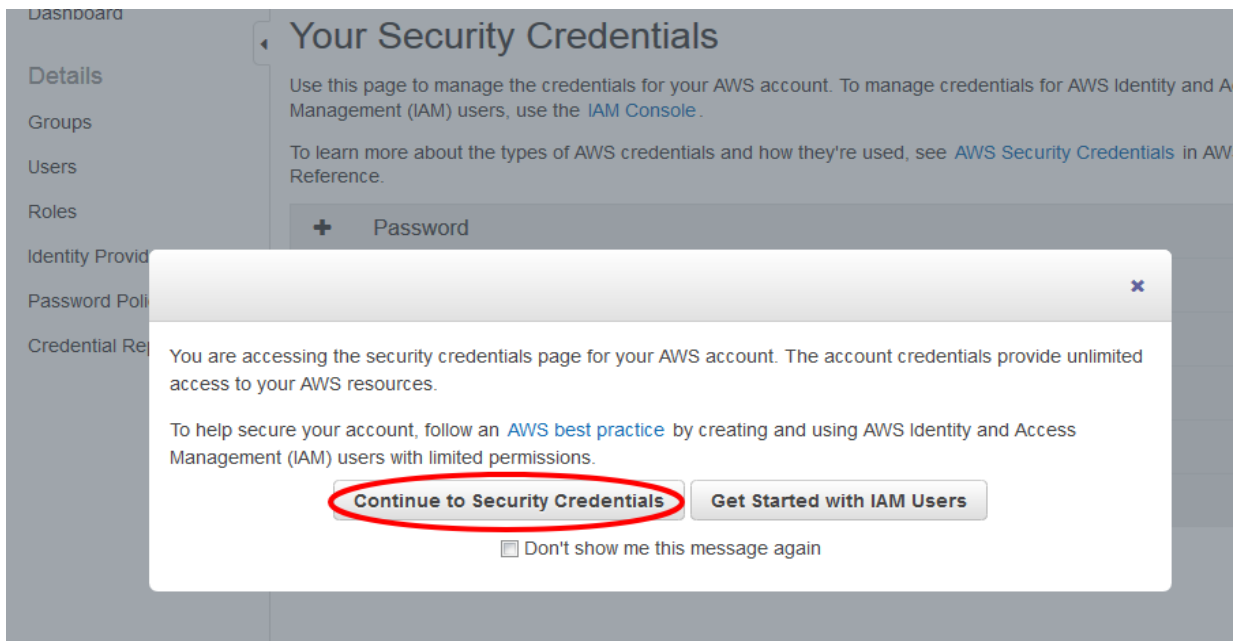 Dashboard
Your Security Credentials
Details
Use this page to manage the credentials for your AWS account. To manage credentials for AWS Identity and
Management (IAM) users, use the IAM Console.
Groups
To learn more about the types of AWS credentials and how they're used, see AWS Security Credentials in
Users
Reference.
Roles
Password
Identity Provid
Password Poli
Credential Re
You are accessing the security credentials page for your AWS account. The account credentials provide unlimited
access to your AWS resources.
To help secure your account, follow an AWS best practice by creating and using AWS Identity and Access
Management (IAM) users with limited permissions.
Continue to Security Credentials
Get Started with IAM Users
Don't show me this message again